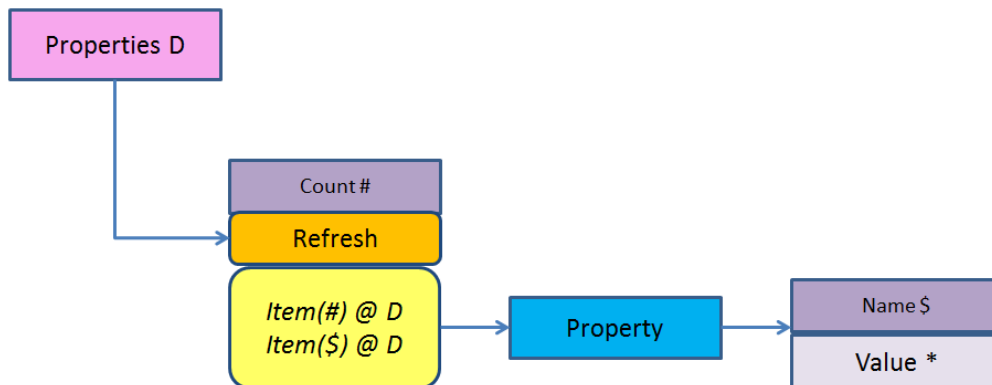 Properties D
Count #
Refresh
Item(#) @ D
Item($) @ D
Property
Name $
Value *